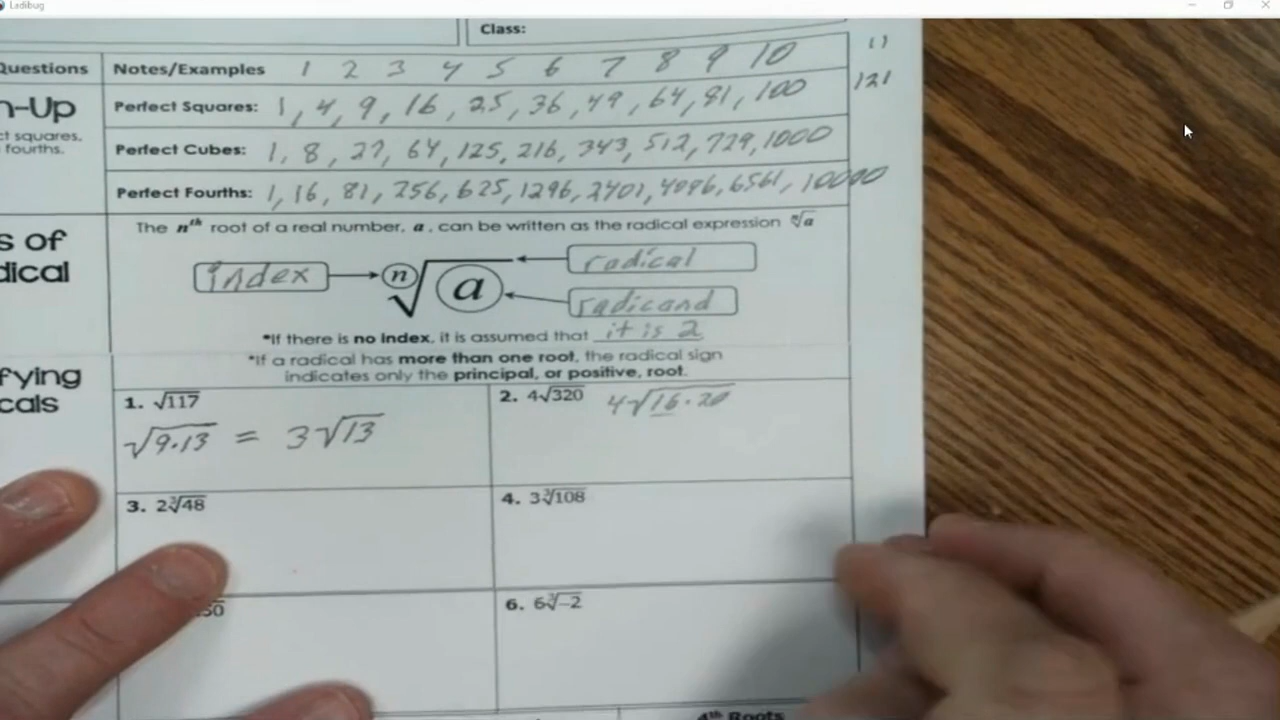 Ladibug
Class:
Questions
Notes/Examples 1 2 3 4 5 6 7 8 9 10 11
n-Up
Perfect Squares: 1, 4, 9, 16, 25, 36, 49, 64, 81, 100 121
ct squares,
fourths.
Perfect Cubes: 1, 8, 27, 64, 125, 216, 343, 512, 729, 1000
Perfect Fourths: 1, 16, 81, 256, 625, 1296, 2401, 4096, 6561, 10000
s of
dical
The nth root of a real number, a, can be written as the radical expression ⁿ√a
index n√a radical
radicand
*If there is no index, it is assumed that it is 2
fying
cals
*If a radical has more than one root, the radical sign
indicates only the principal, or positive, root.
1. √117
√9·13 = 3√13
2. 4√320 4√16·20
3. 2∛48
4. 3∛108
50
6. 6∛-2
4th Roots